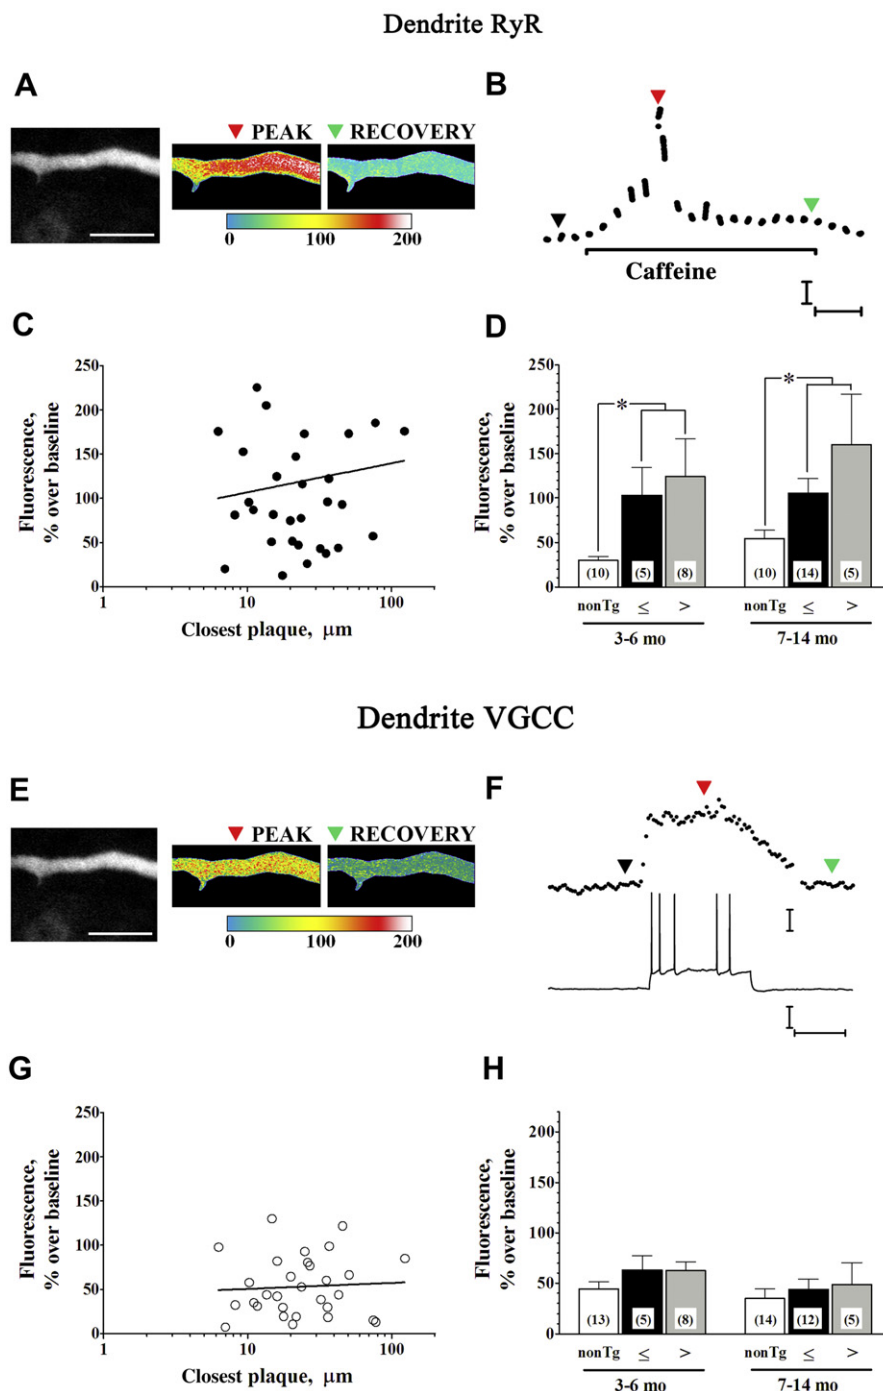 Dendrite RyR
A
PEAK
RECOVERY
0
100
200
B
Caffeine
C
Fluorescence,
% over baseline
250
200
150
100
50
0
1
10
100
Closest plaque, μm
D
Fluorescence,
% over baseline
250
200
150
100
50
0
*
*
(10)
(5)
(8)
(10)
(14)
(5)
nonTg ≤ > nonTg ≤ >
3-6 mo
7-14 mo
Dendrite VGCC
E
PEAK
RECOVERY
0
100
200
F
G
Fluorescence,
% over baseline
250
200
150
100
50
0
1
10
100
Closest plaque, μm
H
Fluorescence,
% over baseline
200
150
100
50
0
(13)
(5)
(8)
(14)
(12)
(5)
nonTg ≤ > nonTg ≤ >
3-6 mo
7-14 mo